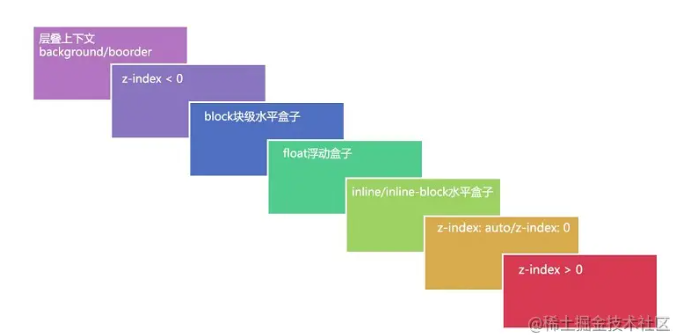 层叠上下文
background/boorder
z-index < 0
block块级水平盒子
float浮动盒子
inline/inline-block水平盒子
z-index: auto/z-index: 0
z-index > 0
@稀土掘金技术社区